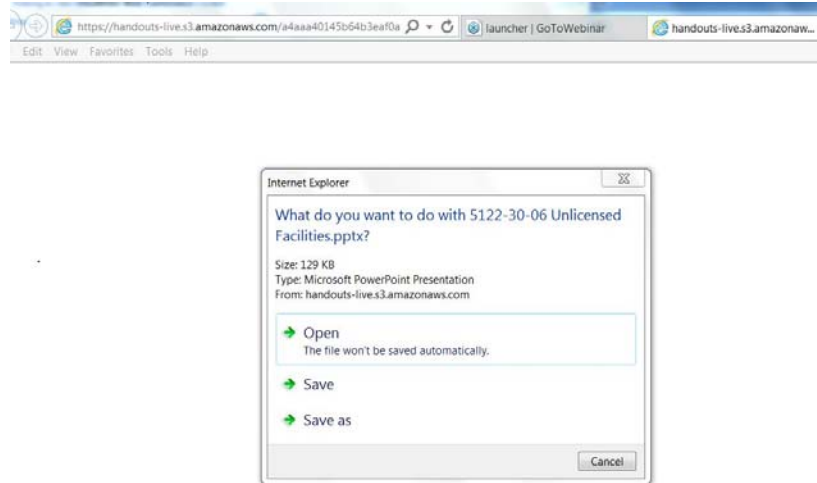 https://handouts-live.s3.amazonaws.com/a4aaa40145b64b3eaf0a
launcher | GoToWebinar
handouts-live.s3.amazonaw...
Edit View Favorites Tools Help
Internet Explorer
What do you want to do with 5122-30-06 Unlicensed
Facilities.pptx?
Size: 129 KB
Type: Microsoft PowerPoint Presentation
From: handouts-live.s3.amazonaws.com
Open
The file won't be saved automatically.
Save
Save as
Cancel